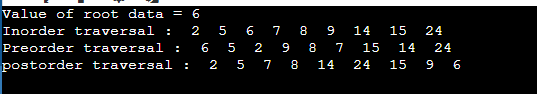 Value of root data = 6
Inorder traversal :  2  5  6  7  8  9  14  15  24
Preorder traversal :  6  5  2  9  8  7  15  14  24
postorder traversal :  2  5  7  8  14  24  15  9  6